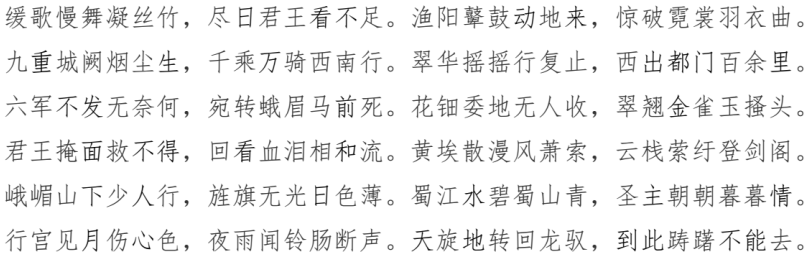 缓歌慢舞凝丝竹，尽日君王看不足。渔阳鼙鼓动地来，惊破霓裳羽衣曲。
九重城阙烟尘生，千乘万骑西南行。翠华摇摇行复止，西出都门百余里。
六军不发无奈何，宛转蛾眉马前死。花钿委地无人收，翠翘金雀玉搔头。
君王掩面救不得，回看血泪相和流。黄埃散漫风萧索，云栈萦纡登剑阁。
峨嵋山下少人行，旌旗无光日色薄。蜀江水碧蜀山青，圣主朝朝暮暮情。
行宫见月伤心色，夜雨闻铃肠断声。天旋地转回龙驭，到此踌躇不能去。